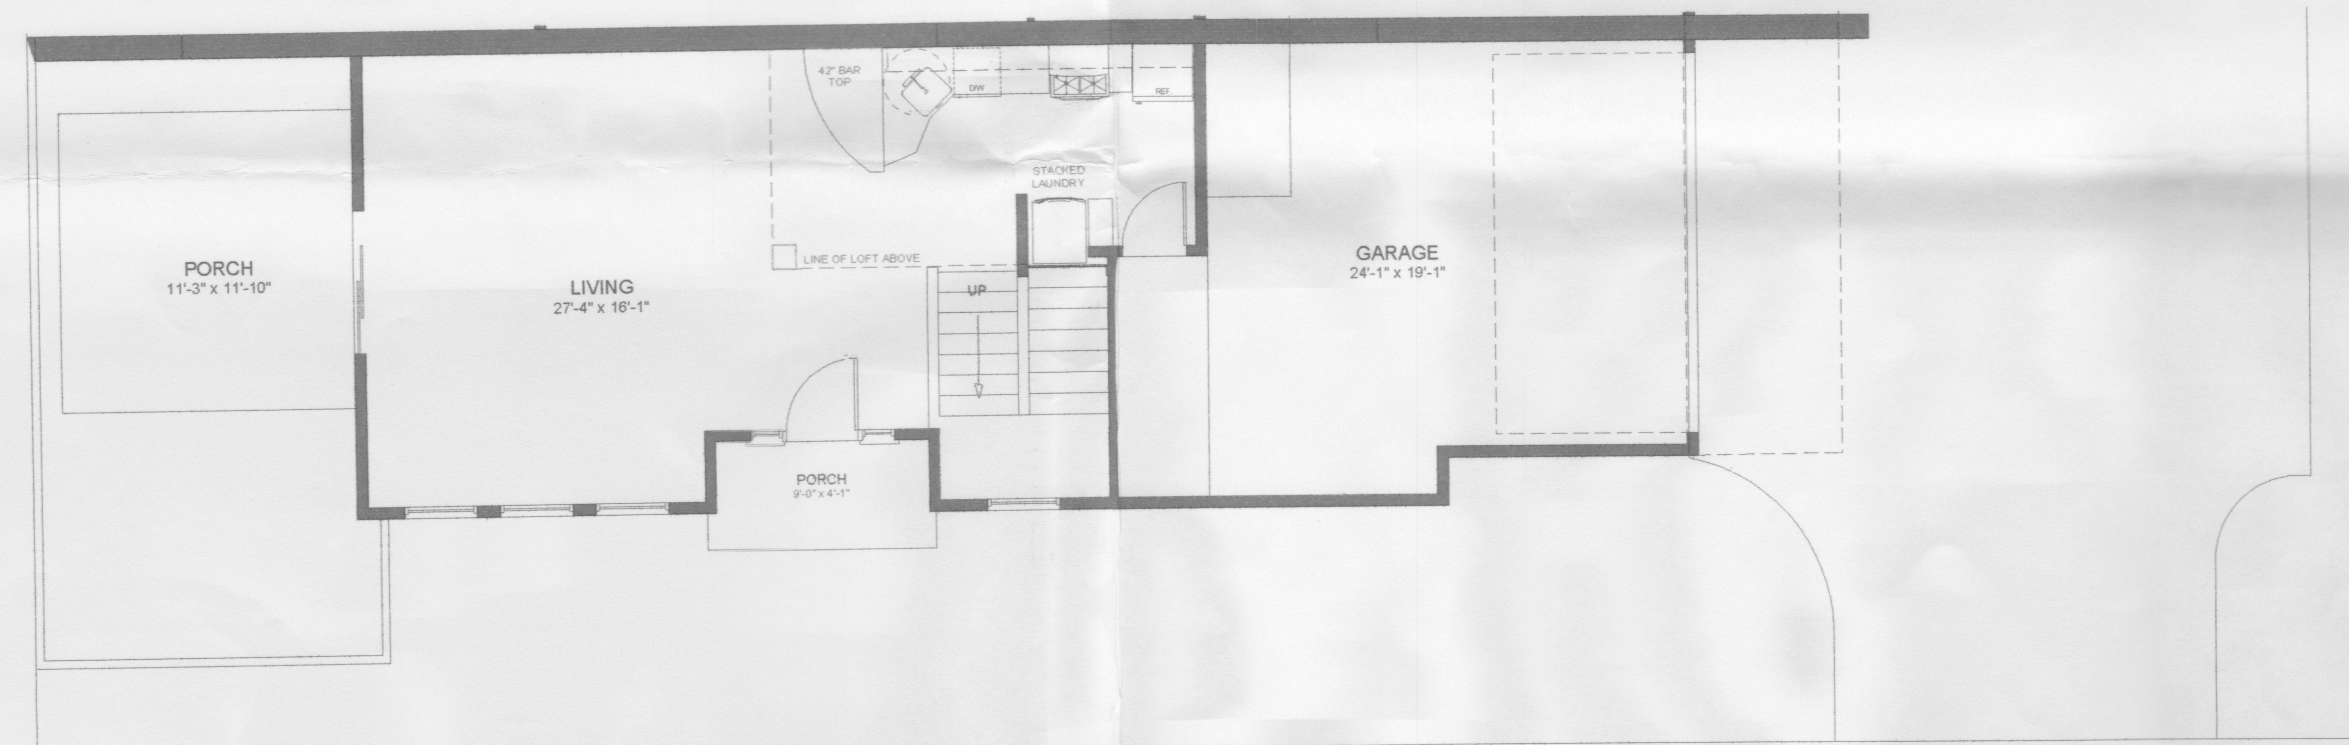 42" BAR
TOP
D/W
REF.
STACKED
LAUNDRY
PORCH
11'-3" x 11'-10"
LIVING
27'-4" x 16'-1"
LINE OF LOFT ABOVE
UP
GARAGE
24'-1" x 19'-1"
PORCH
9'-0" x 4'-1"